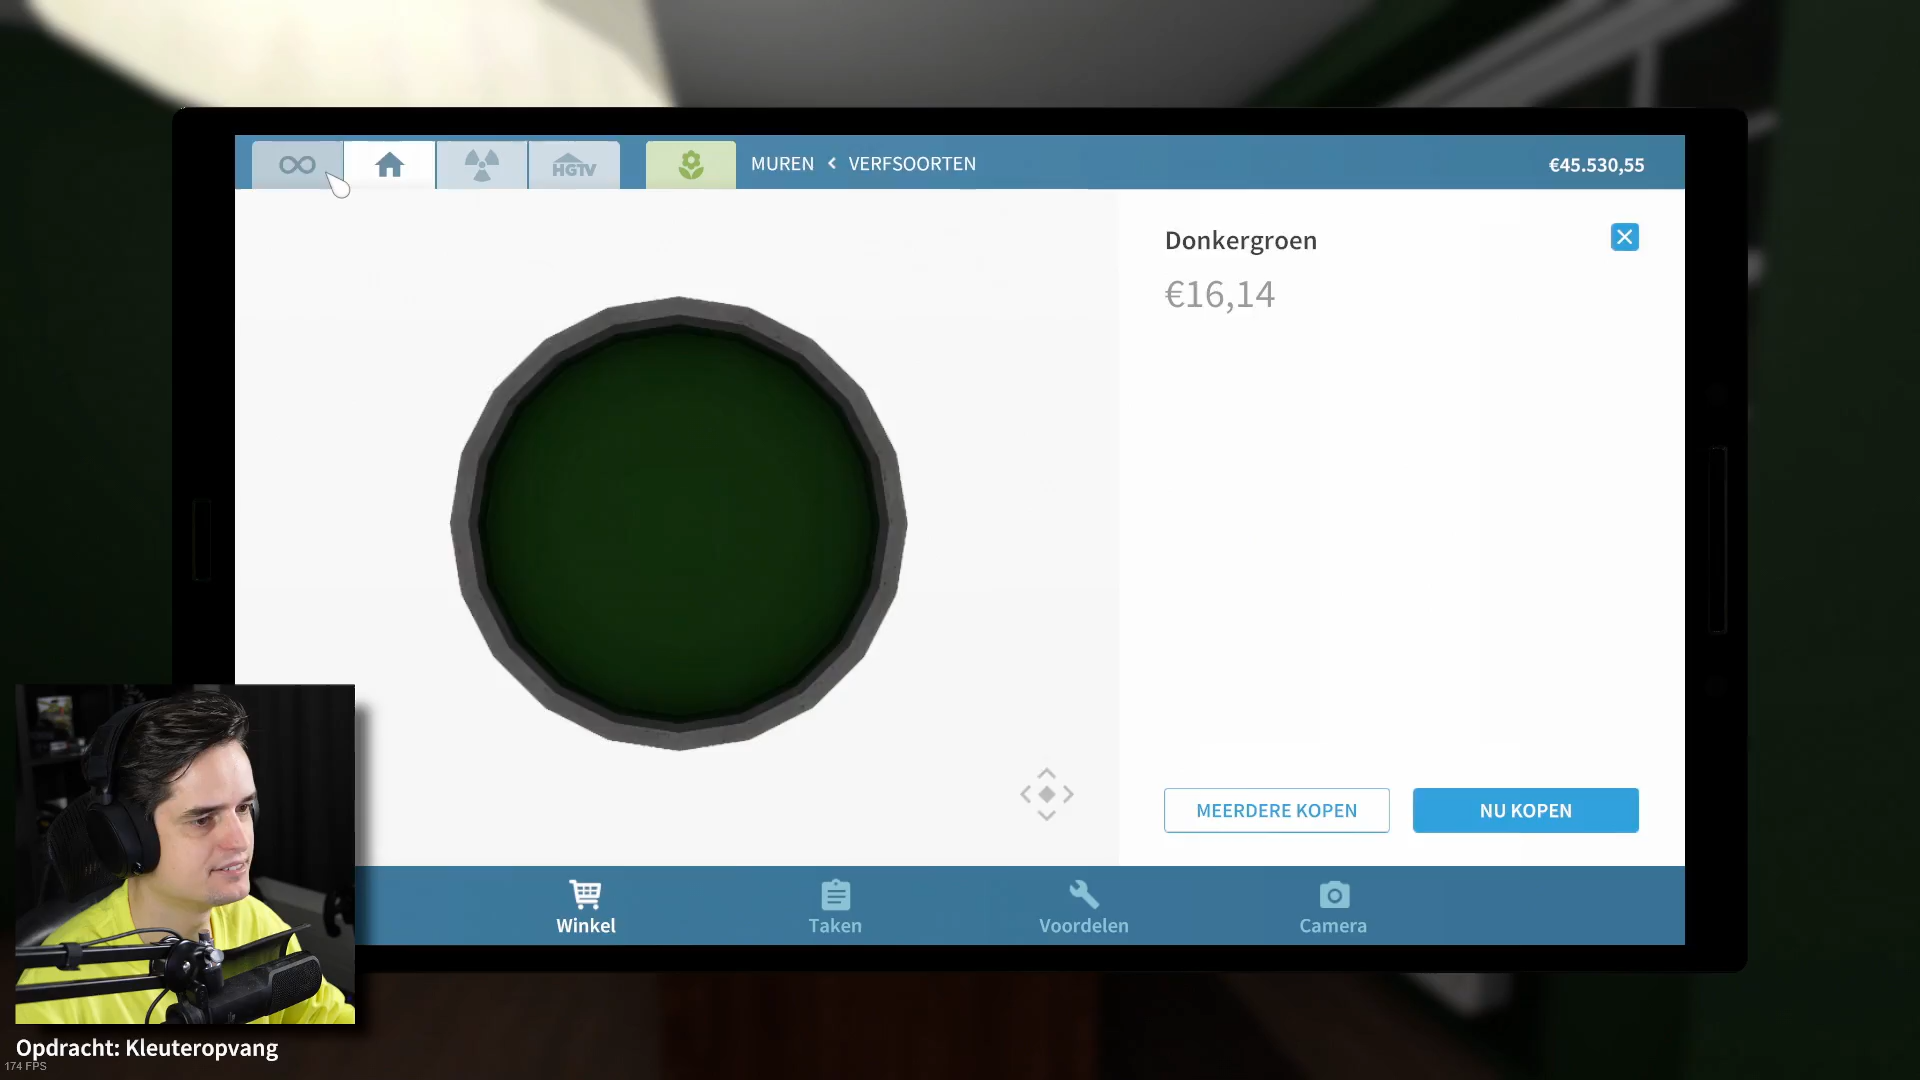 HGTV
MUREN < VERFSOORTEN
€45.530,55
Donkergroen
€16,14
MEERDERE KOPEN
NU KOPEN
Winkel
Taken
Voordelen
Camera
Opdracht: Kleuteropvang
174 FPS